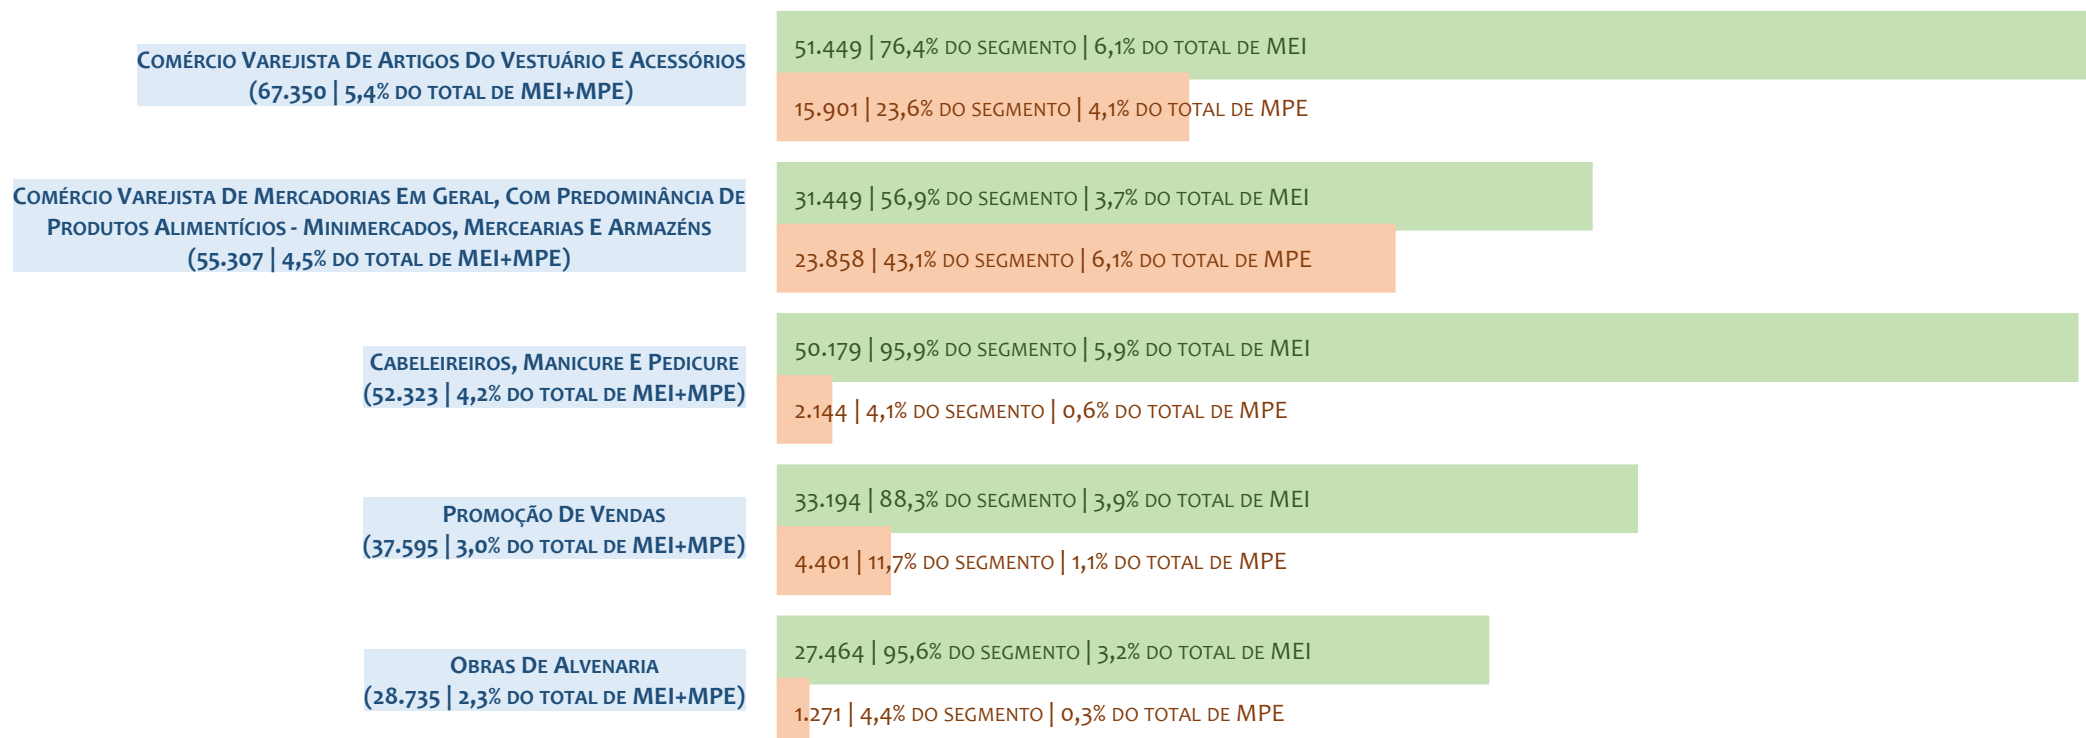 Comércio Varejista De Artigos Do Vestuário E Acessórios
(67.350 | 5,4% do total de MEI+MPE)
51.449 | 76,4% do segmento | 6,1% do total de MEI
15.901 | 23,6% do segmento | 4,1% do total de MPE
Comércio Varejista De Mercadorias Em Geral, Com Predominância De
Produtos Alimentícios - Minimercados, Mercearias E Armazéns
(55.307 | 4,5% do total de MEI+MPE)
31.449 | 56,9% do segmento | 3,7% do total de MEI
23.858 | 43,1% do segmento | 6,1% do total de MPE
Cabeleireiros, Manicure E Pedicure
(52.323 | 4,2% do total de MEI+MPE)
50.179 | 95,9% do segmento | 5,9% do total de MEI
2.144 | 4,1% do segmento | 0,6% do total de MPE
Promoção De Vendas
(37.595 | 3,0% do total de MEI+MPE)
33.194 | 88,3% do segmento | 3,9% do total de MEI
4.401 | 11,7% do segmento | 1,1% do total de MPE
Obras De Alvenaria
(28.735 | 2,3% do total de MEI+MPE)
27.464 | 95,6% do segmento | 3,2% do total de MEI
1.271 | 4,4% do segmento | 0,3% do total de MPE